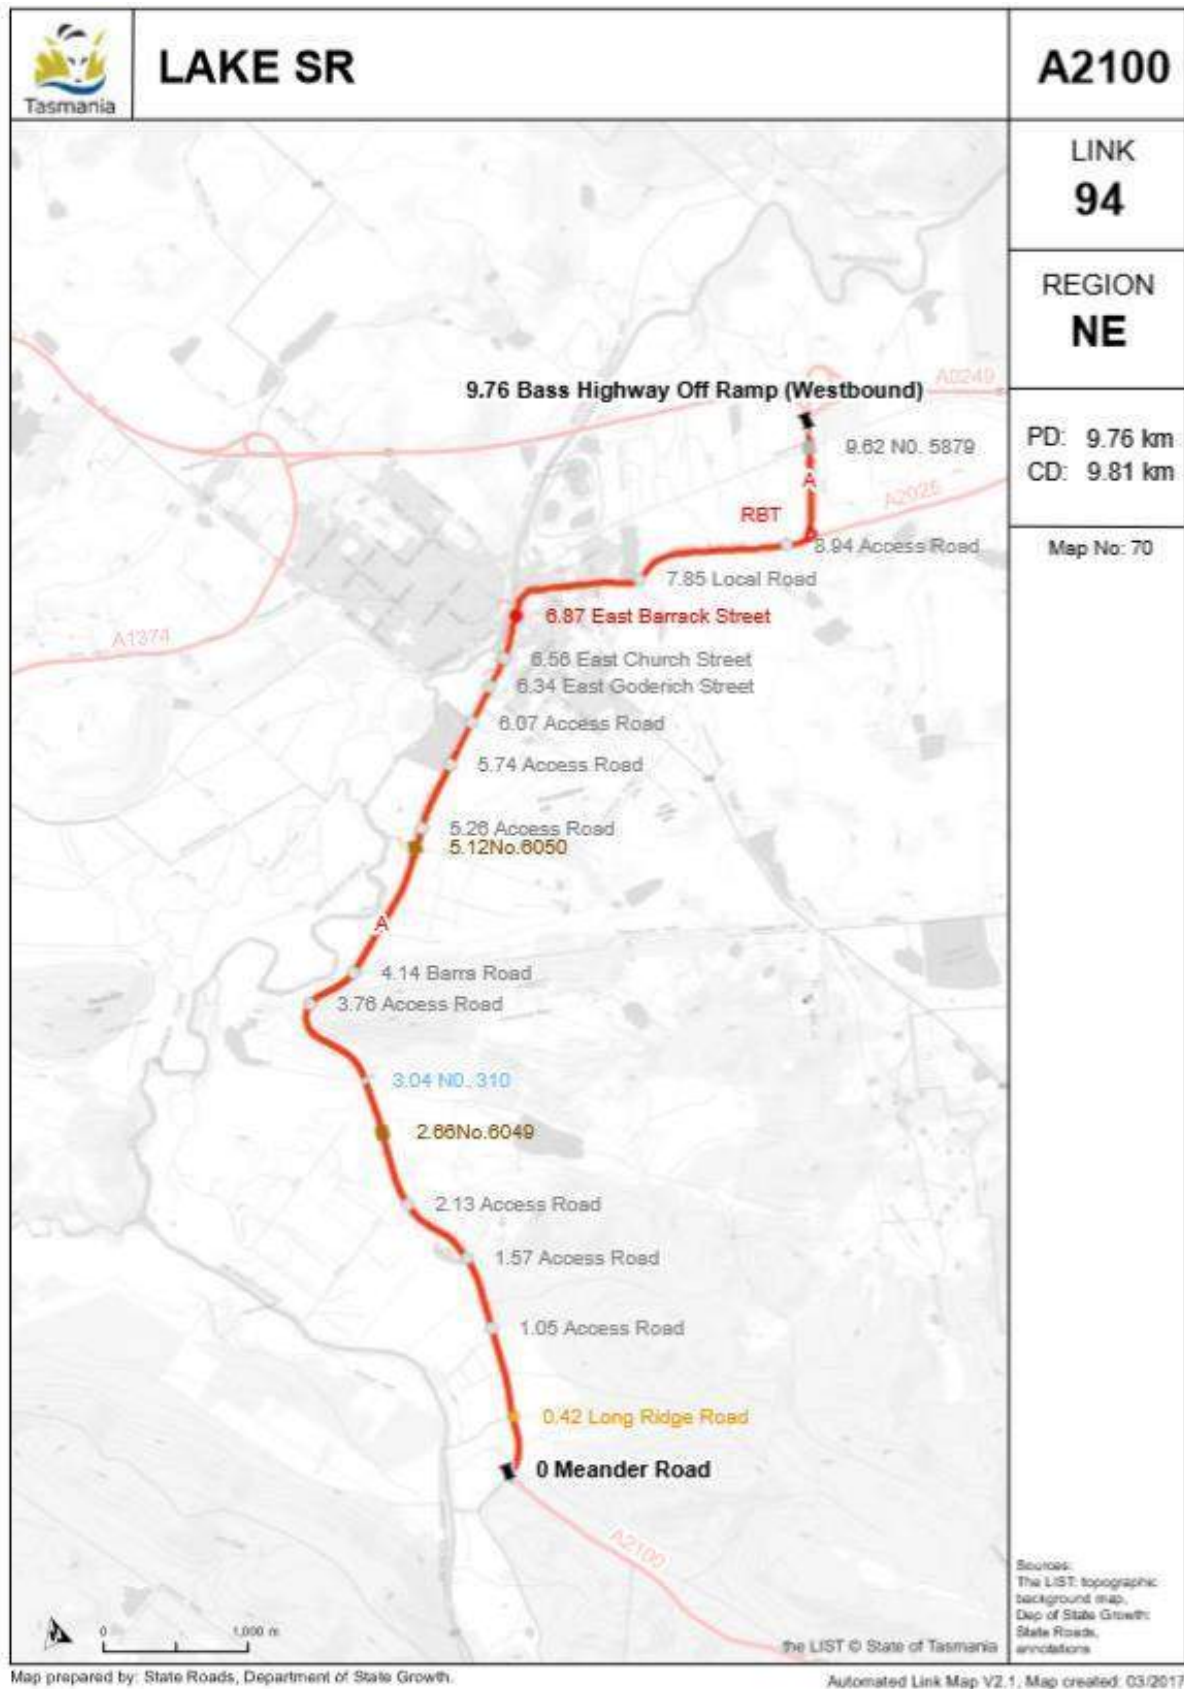 Tasmania
LAKE SR
A2100
LINK
94
REGION
NE
PD: 9.76 km
CD: 9.81 km
Map No: 70
9.76 Bass Highway Off Ramp (Westbound)
A0249
9.62 N0. 5879
A
A2025
RBT
8.94 Access Road
7.85 Local Road
6.87 East Barrack Street
A1374
6.56 East Church Street
6.34 East Goderich Street
6.07 Access Road
5.74 Access Road
5.26 Access Road
5.12No.6050
A
4.14 Barra Road
3.76 Access Road
3.04 N0. 310
2.66No.6049
2.13 Access Road
1.57 Access Road
1.05 Access Road
0.42 Long Ridge Road
0 Meander Road
A2100
0 1,000 m
the LIST © State of Tasmania
Sources:
The LIST: topographic
background map,
Dep of State Growth:
State Roads,
annotations
Map prepared by: State Roads, Department of State Growth.
Automated Link Map V2.1, Map created: 03/2017